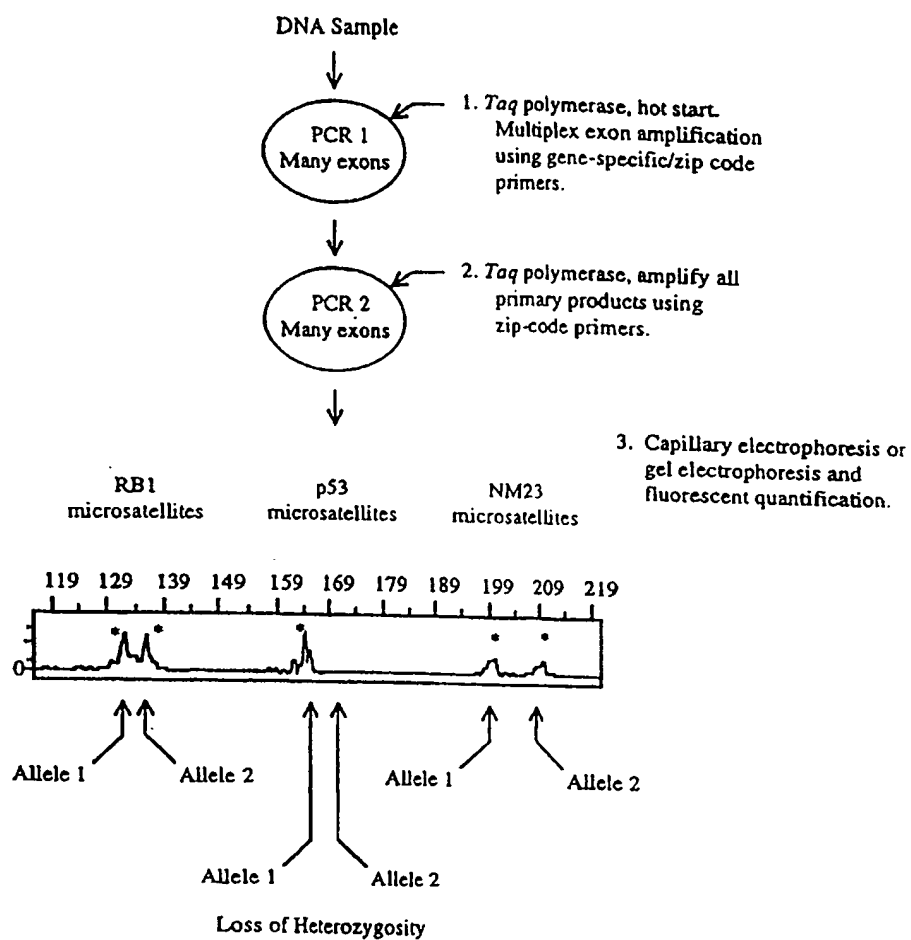 DNA Sample
PCR 1
Many exons
1. Taq polymerase, hot start.
Multiplex exon amplification
using gene-specific/zip code
primers.
PCR 2
Many exons
2. Taq polymerase, amplify all
primary products using
zip-code primers.
3. Capillary electrophoresis or
gel electrophoresis and
fluorescent quantification.
RB1
microsatellites
p53
microsatellites
NM23
microsatellites
119 129 139 149 159 169 179 189 199 209 219
* * * * *
0
Allele 1
Allele 2
Allele 1
Allele 2
Allele 1
Allele 2
Loss of Heterozygosity